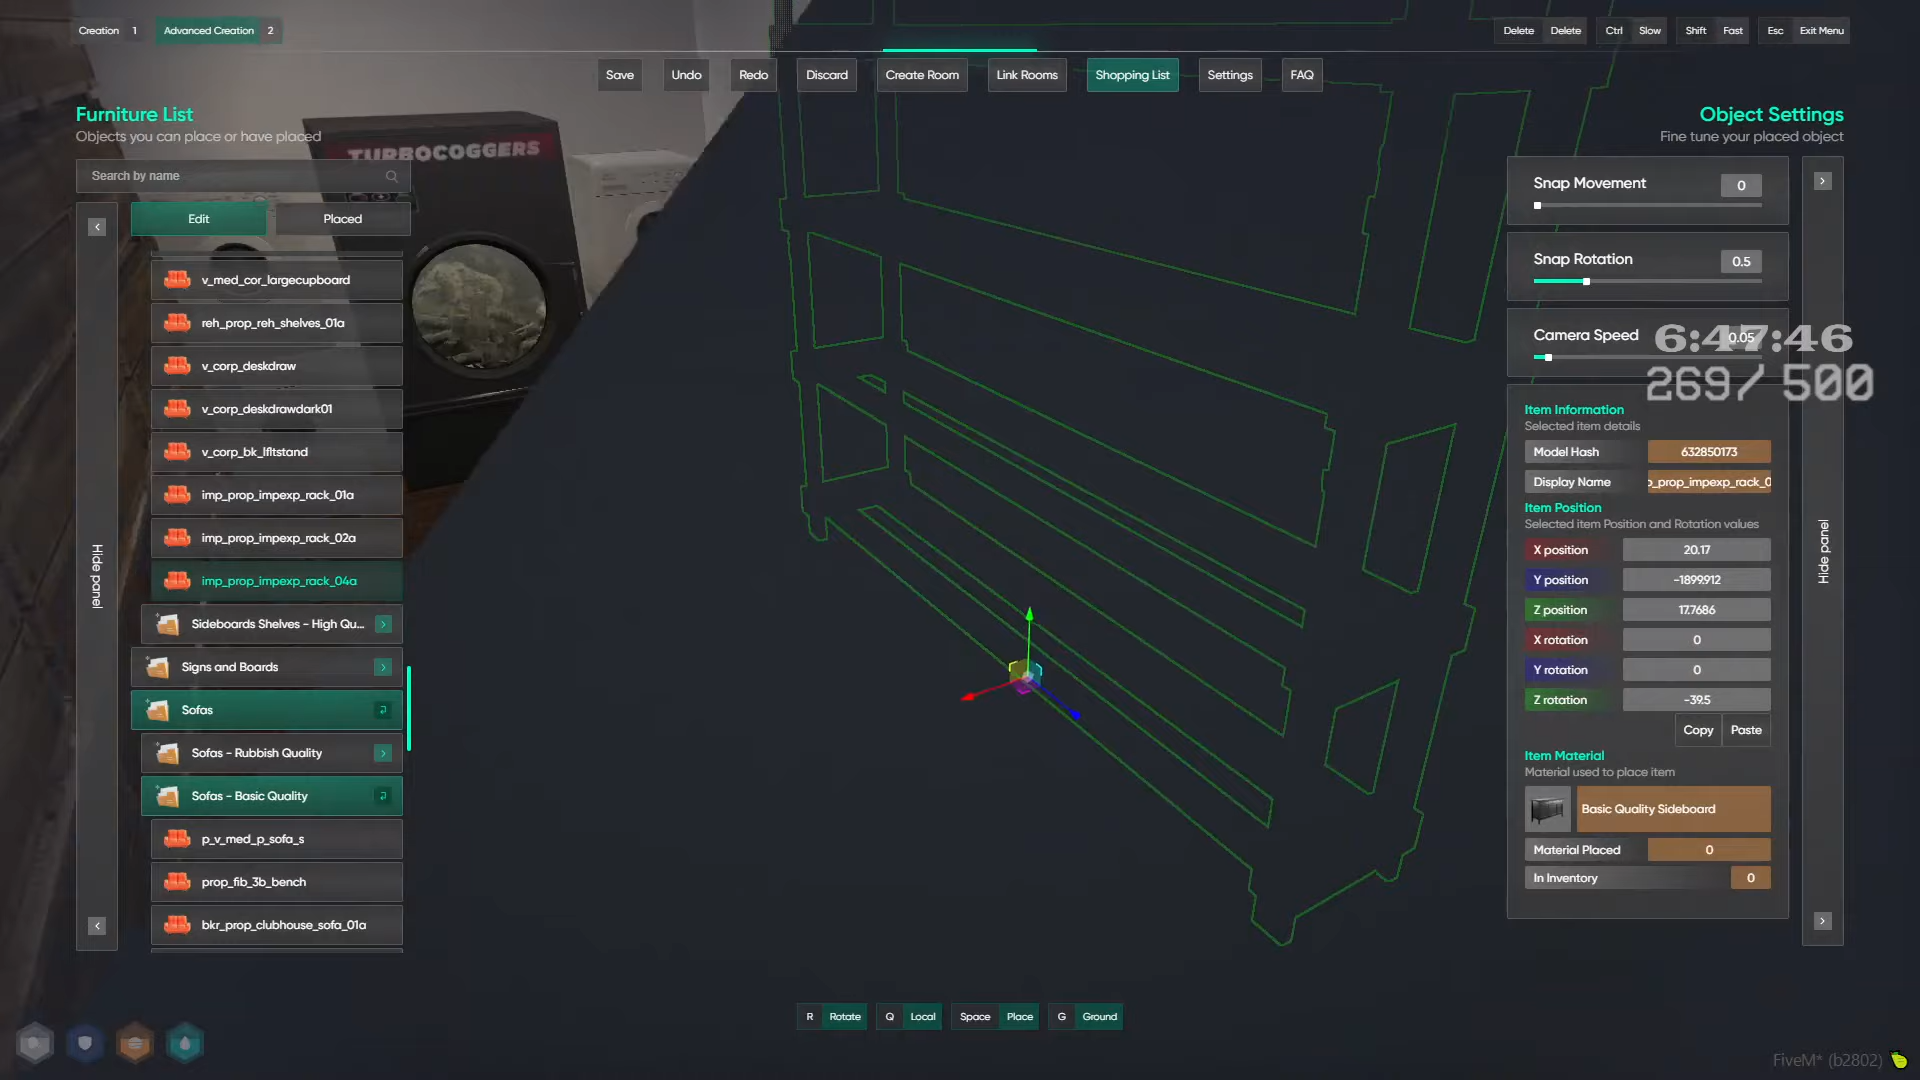 Creation 1
Advanced Creation 2
Delete Delete
Ctrl Slow
Shift Fast
Esc Exit Menu
Save
Undo
Redo
Discard
Create Room
Link Rooms
Shopping List
Settings
FAQ
Furniture List
Objects you can place or have placed
Search by name
Edit
Placed
Hide panel
v_med_cor_largecupboard
reh_prop_reh_shelves_01a
v_corp_deskdraw
v_corp_deskdrawdark01
v_corp_bk_lfltstand
imp_prop_impexp_rack_01a
imp_prop_impexp_rack_02a
imp_prop_impexp_rack_04a
Sideboards Shelves - High Qu...
Signs and Boards
Sofas
Sofas - Rubbish Quality
Sofas - Basic Quality
p_v_med_p_sofa_s
prop_fib_3b_bench
bkr_prop_clubhouse_sofa_01a
TURBOCOGGERS
Object Settings
Fine tune your placed object
Snap Movement 0
Snap Rotation 0.5
Camera Speed 0.05
6:47:46
269/ 500
Item Information
Selected item details
Model Hash 632850173
Display Name p_prop_impexp_rack_0
Item Position
Selected item Position and Rotation values
X position 20.17
Y position -1899.912
Z position 17.7686
X rotation 0
Y rotation 0
Z rotation -39.5
Copy Paste
Item Material
Material used to place item
Basic Quality Sideboard
Material Placed 0
In Inventory 0
Hide panel
R Rotate
Q Local
Space Place
G Ground
FiveM* (b2802)